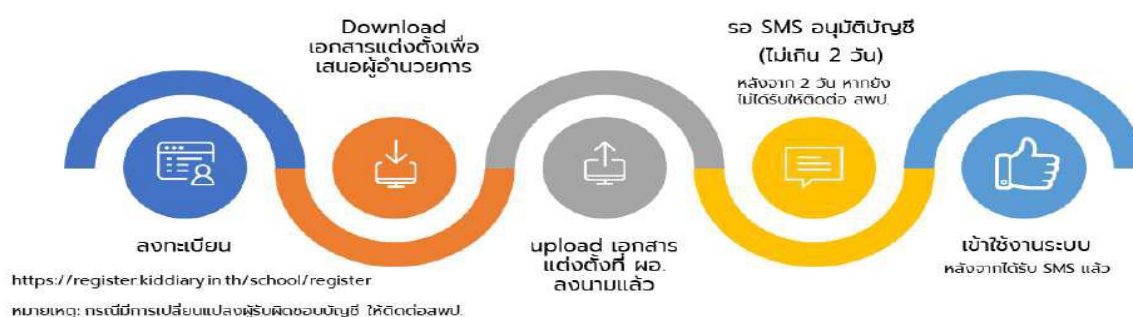 ลงทะเบียน
https://register.kiddiary.in.th/school/register
หมายเหตุ: กรณีมีการเปลี่ยนแปลงผู้รับผิดชอบบัญชี ให้ติดต่อสพป.
Download
เอกสารแต่งตั้งเพื่อ
เสนอผู้อำนวยการ
upload เอกสาร
แต่งตั้งที่ ผอ.
ลงนามแล้ว
รอ SMS อนุมัติบัญชี
(ไม่เกิน 2 วัน)
หลังจาก 2 วัน หากยัง
ไม่ได้รับให้ติดต่อ สพป.
เข้าใช้งานระบบ
หลังจากได้รับ SMS แล้ว